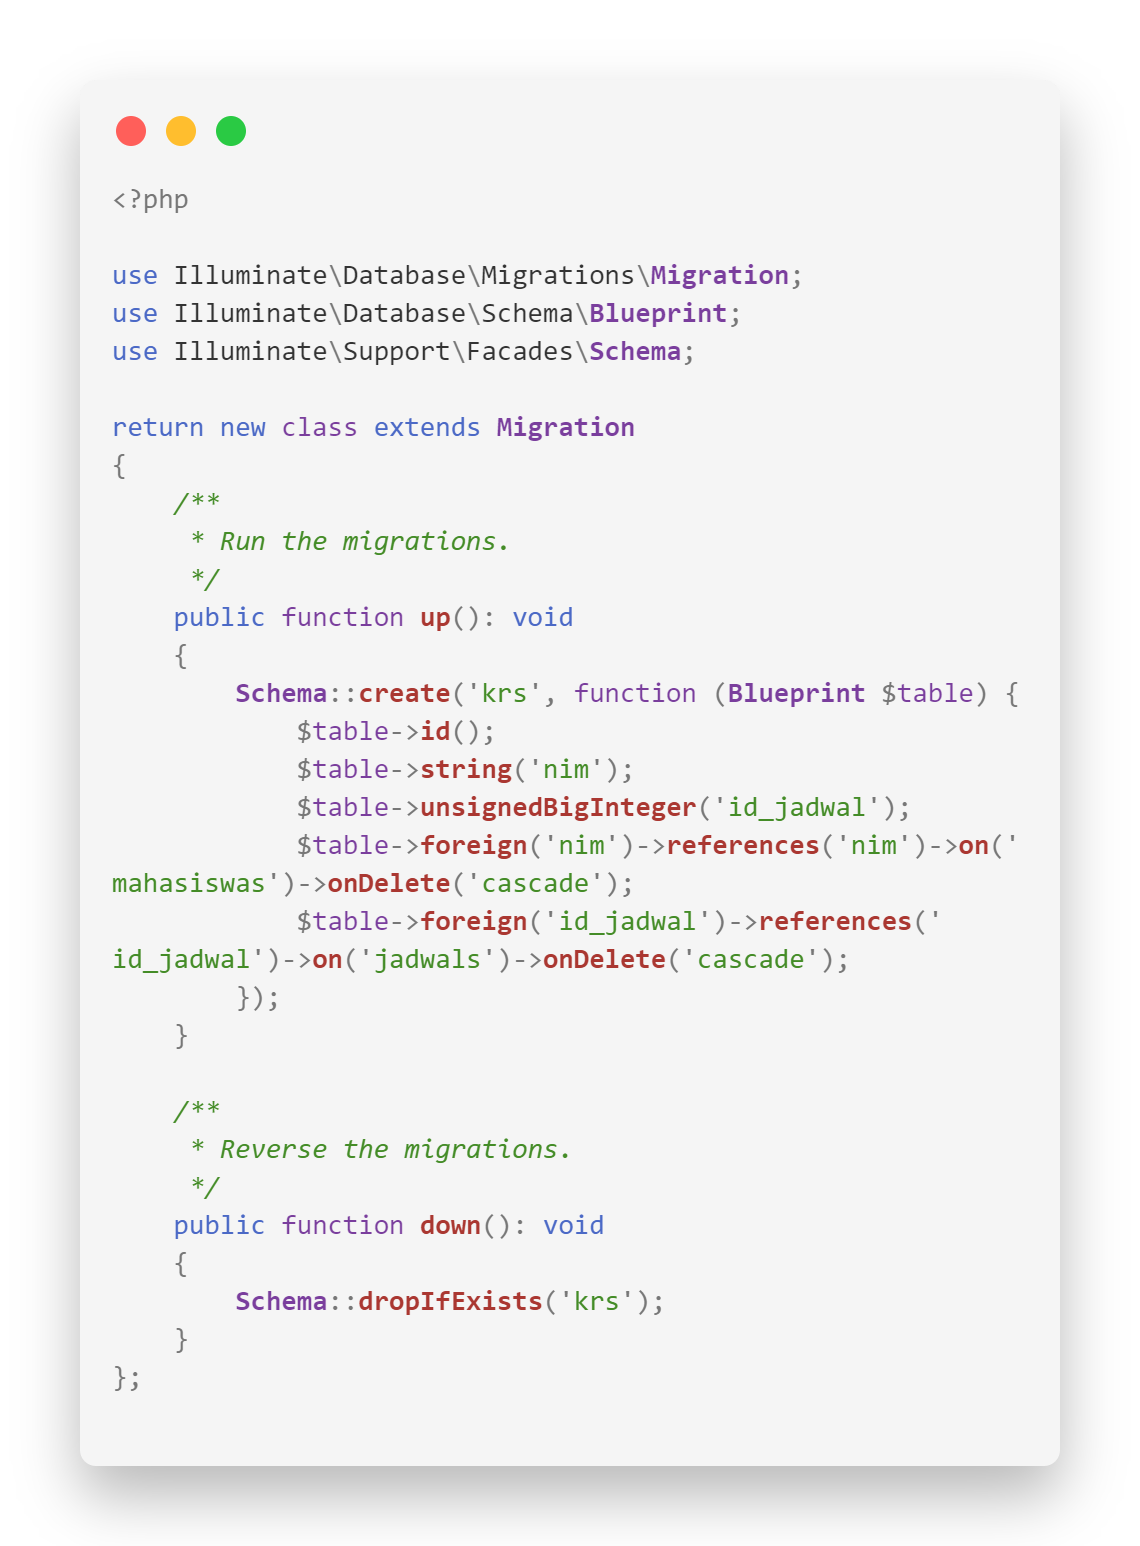 <?php

use Illuminate\Database\Migrations\Migration;
use Illuminate\Database\Schema\Blueprint;
use Illuminate\Support\Facades\Schema;

return new class extends Migration
{
    /**
     * Run the migrations.
     */
    public function up(): void
    {
        Schema::create('krs', function (Blueprint $table) {
            $table->id();
            $table->string('nim');
            $table->unsignedBigInteger('id_jadwal');
            $table->foreign('nim')->references('nim')->on('
mahasiswas')->onDelete('cascade');
            $table->foreign('id_jadwal')->references('
id_jadwal')->on('jadwals')->onDelete('cascade');
        });
    }

    /**
     * Reverse the migrations.
     */
    public function down(): void
    {
        Schema::dropIfExists('krs');
    }
};